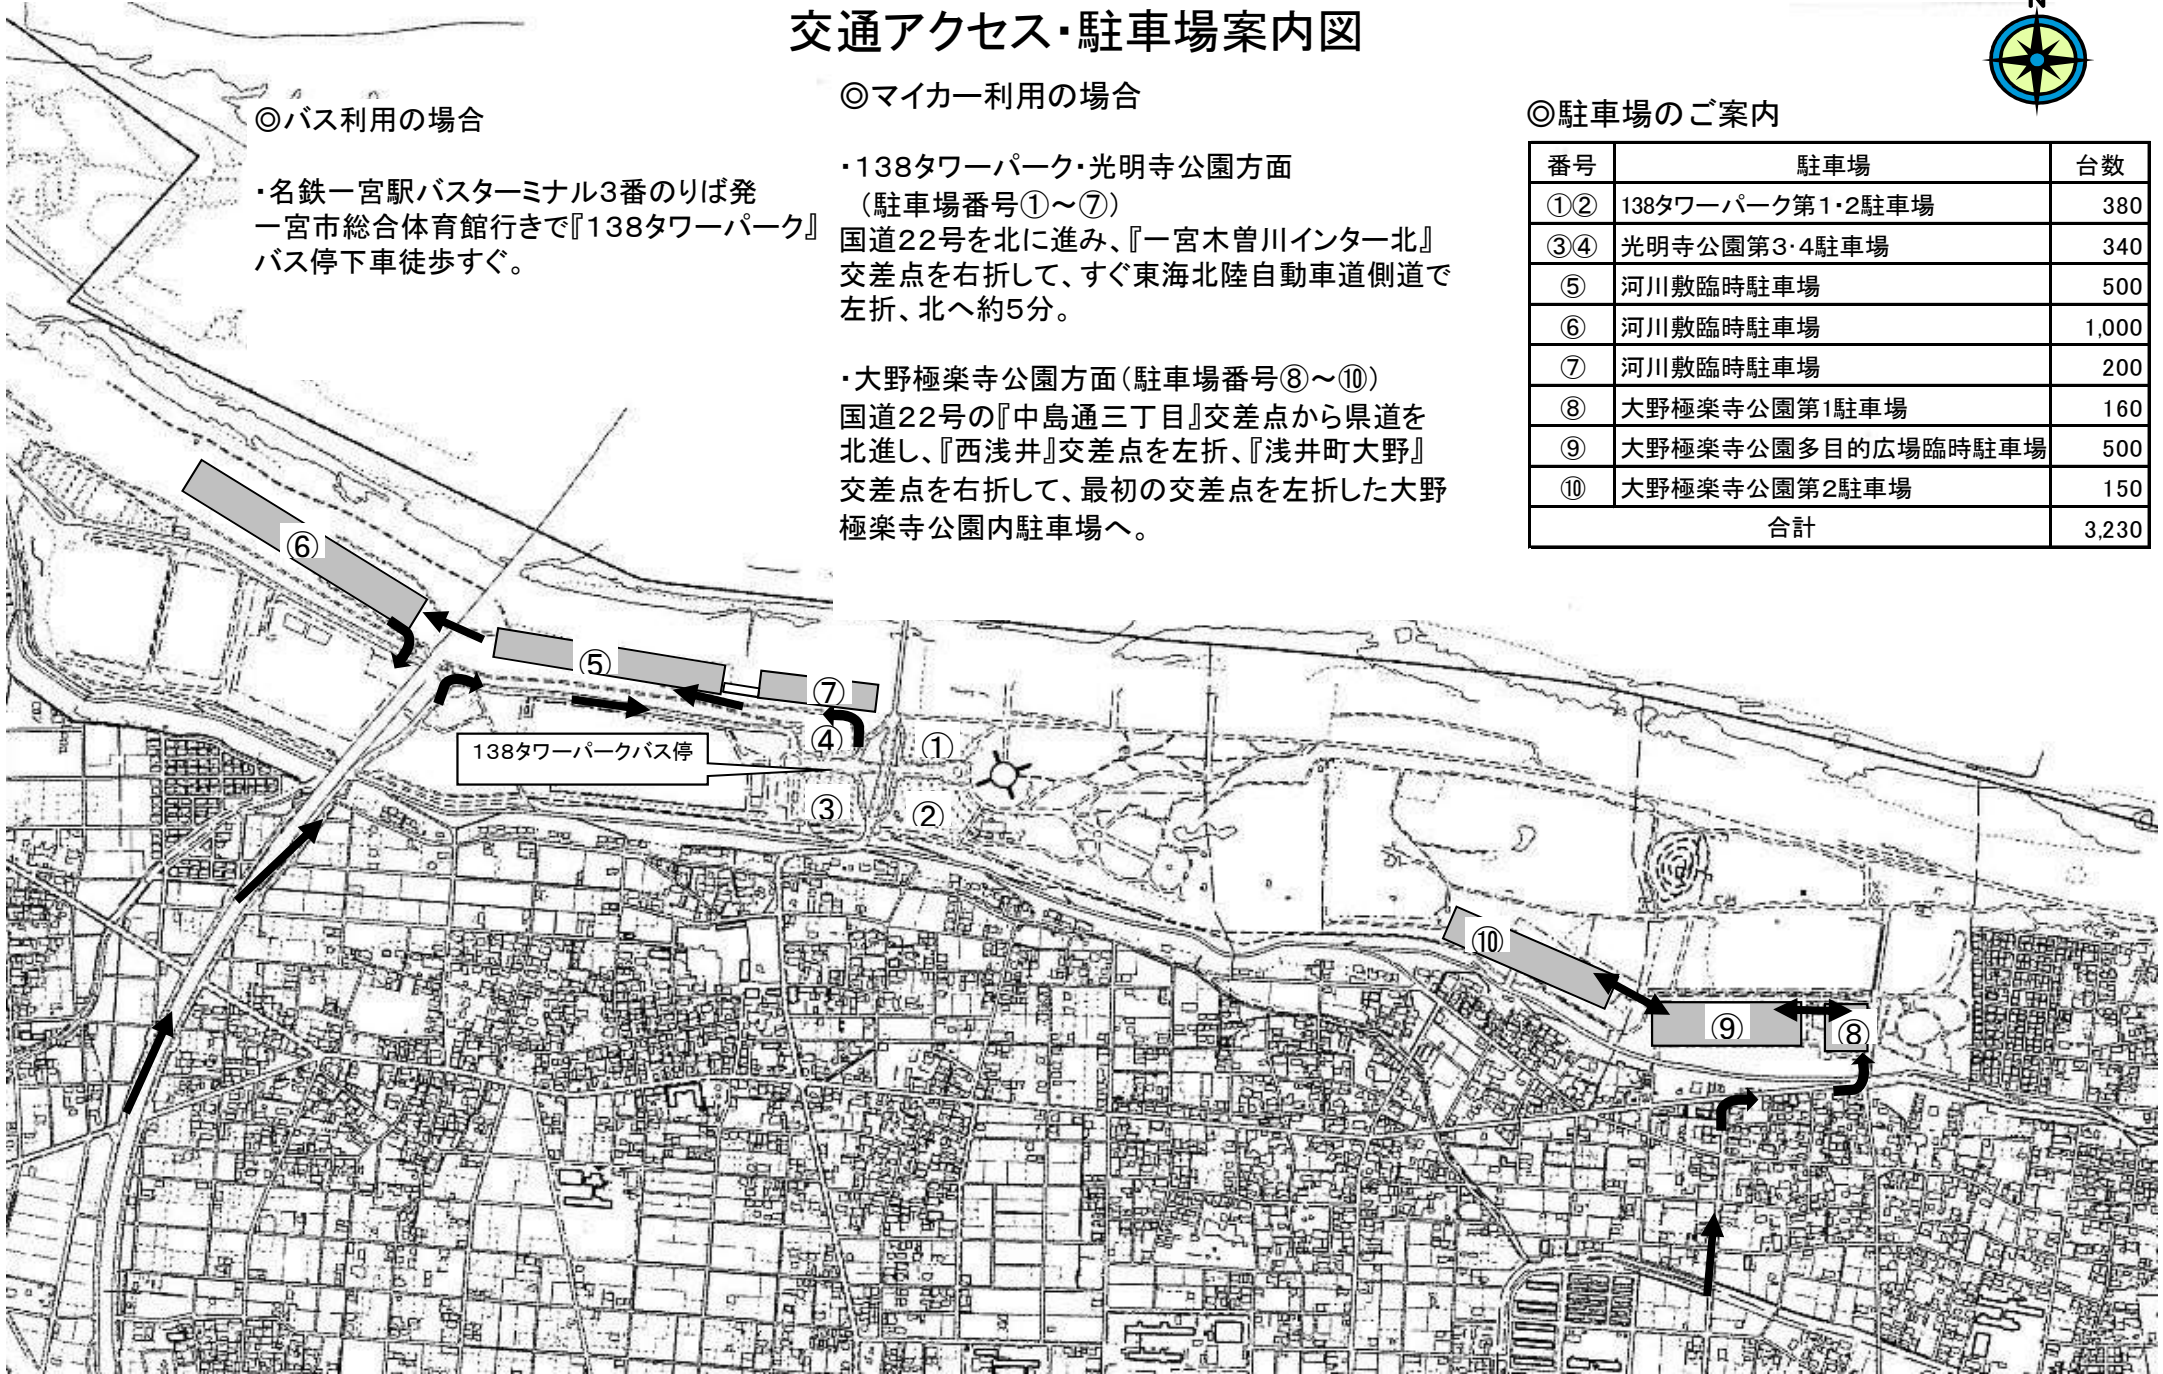 交通アクセス・駐車場案内図
N
◎バス利用の場合
・名鉄一宮駅バスターミナル3番のりば発
一宮市総合体育館行きで『138タワーパーク』
バス停下車徒歩すぐ。
◎マイカー利用の場合
・138タワーパーク・光明寺公園方面
（駐車場番号①～⑦）
国道22号を北に進み、『一宮木曽川インター北』
交差点を右折して、すぐ東海北陸自動車道側道で
左折、北へ約5分。
・大野極楽寺公園方面（駐車場番号⑧～⑩）
国道22号の『中島通三丁目』交差点から県道を
北進し、『西浅井』交差点を左折、『浅井町大野』
交差点を右折して、最初の交差点を左折した大野
極楽寺公園内駐車場へ。
◎駐車場のご案内
番号 駐車場 台数
①② 138タワーパーク第1・2駐車場 380
③④ 光明寺公園第3・4駐車場 340
⑤ 河川敷臨時駐車場 500
⑥ 河川敷臨時駐車場 1,000
⑦ 河川敷臨時駐車場 200
⑧ 大野極楽寺公園第1駐車場 160
⑨ 大野極楽寺公園多目的広場臨時駐車場 500
⑩ 大野極楽寺公園第2駐車場 150
合計 3,230
⑥
⑤
⑦
④
①
138タワーパークバス停
③
②
⑩
⑨
⑧